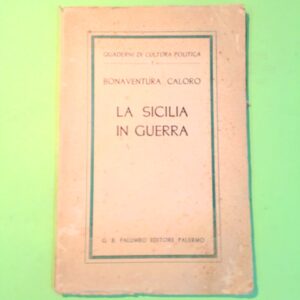 QUADERNI DI CULTURA POLITICA
BONAVENTURA CALORO
LA SICILIA
IN GUERRA
G. B. PALUMBO EDITORE PALERMO